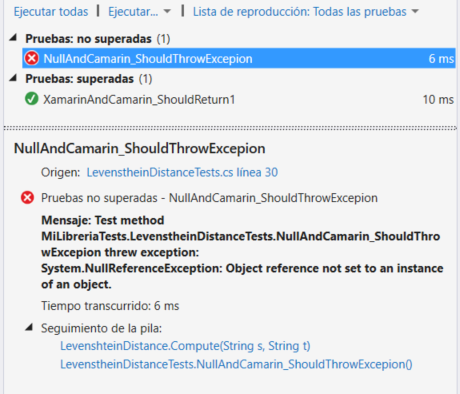 Ejecutar todas | Ejecutar... | Lista de reproducción: Todas las pruebas
Pruebas: no superadas (1)
NullAndCamarin_ShouldThrowExcepion 6 ms
Pruebas: superadas (1)
XamarinAndCamarin_ShouldReturn1 10 ms
NullAndCamarin_ShouldThrowExcepion
Origen: LevenstheinDistanceTests.cs línea 30
Pruebas no superadas - NullAndCamarin_ShouldThrowExcepion
Mensaje: Test method
MiLibreriaTests.LevenstheinDistanceTests.NullAndCamarin_ShouldThro
wExcepion threw exception:
System.NullReferenceException: Object reference not set to an instance
of an object.
Tiempo transcurrido: 6 ms
Seguimiento de la pila:
LevenshteinDistance.Compute(String s, String t)
LevenstheinDistanceTests.NullAndCamarin_ShouldThrowExcepion()